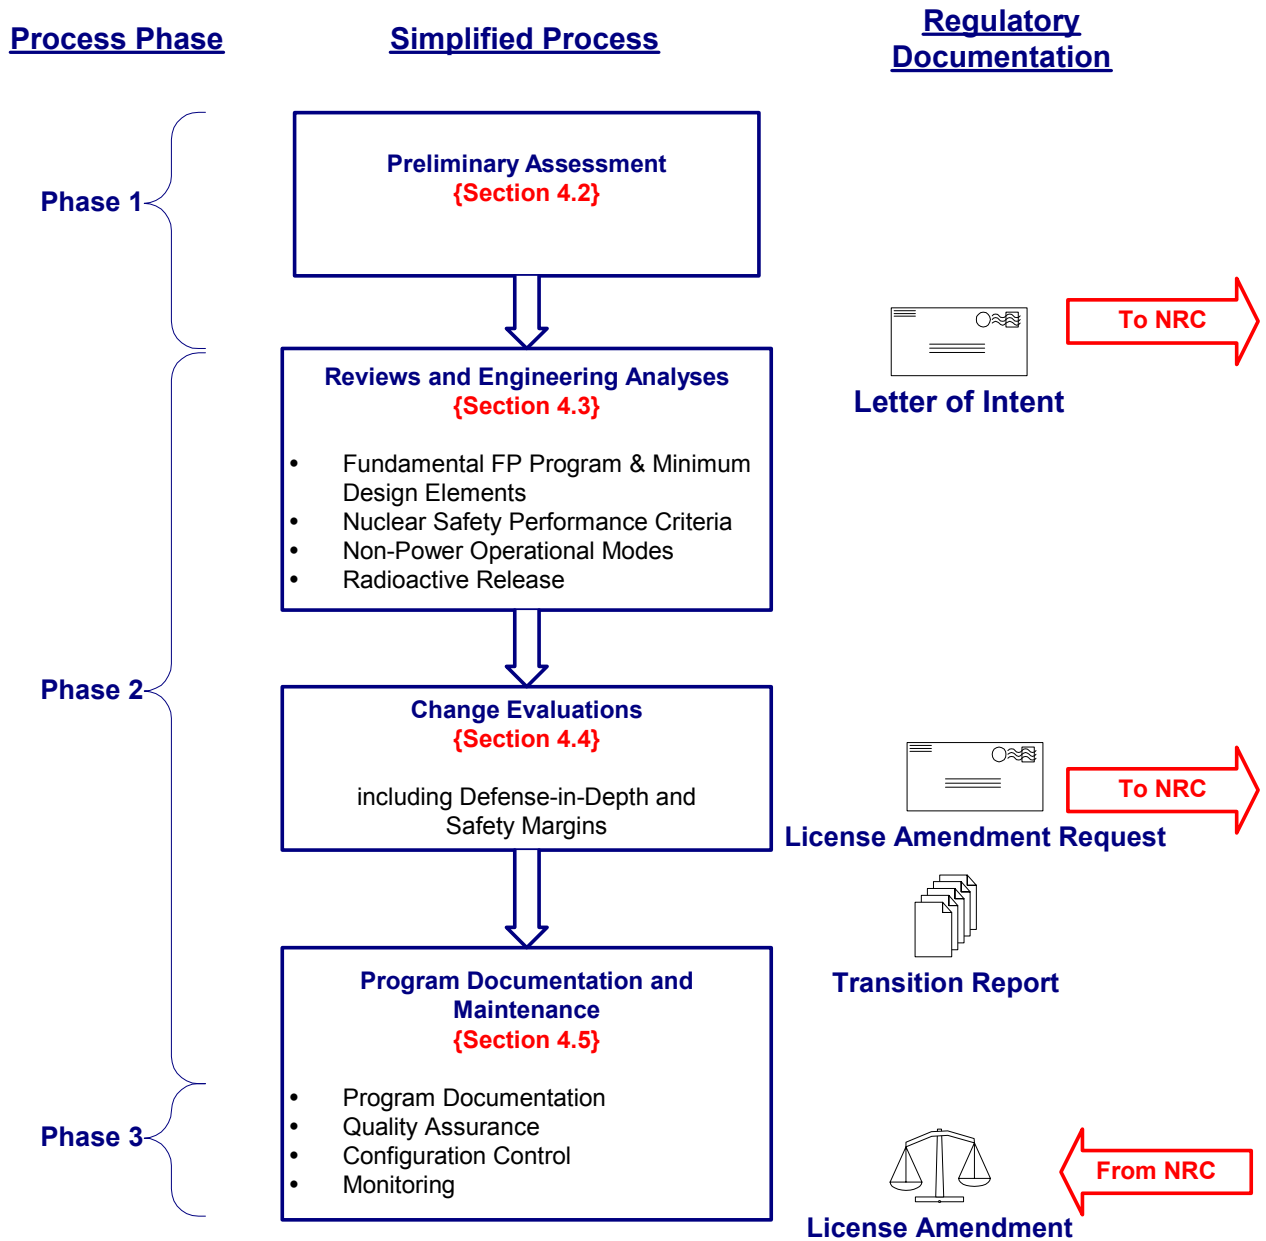 Process Phase
Simplified Process
Regulatory
Documentation
Phase 1
Preliminary Assessment
{Section 4.2}
To NRC
Letter of Intent
Reviews and Engineering Analyses
{Section 4.3}
• Fundamental FP Program & Minimum
Design Elements
• Nuclear Safety Performance Criteria
• Non-Power Operational Modes
• Radioactive Release
Phase 2
Change Evaluations
{Section 4.4}
including Defense-in-Depth and
Safety Margins
To NRC
License Amendment Request
Transition Report
Program Documentation and
Maintenance
{Section 4.5}
• Program Documentation
• Quality Assurance
• Configuration Control
• Monitoring
Phase 3
From NRC
License Amendment